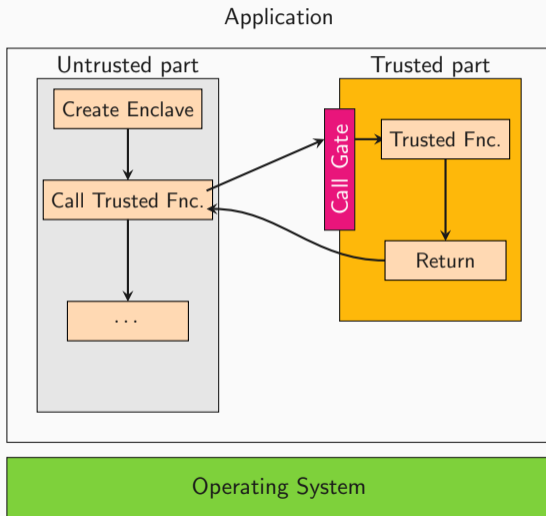 Application
Untrusted part
Trusted part
Create Enclave
Call Gate
Trusted Fnc.
Call Trusted Fnc.
Return
...
Operating System